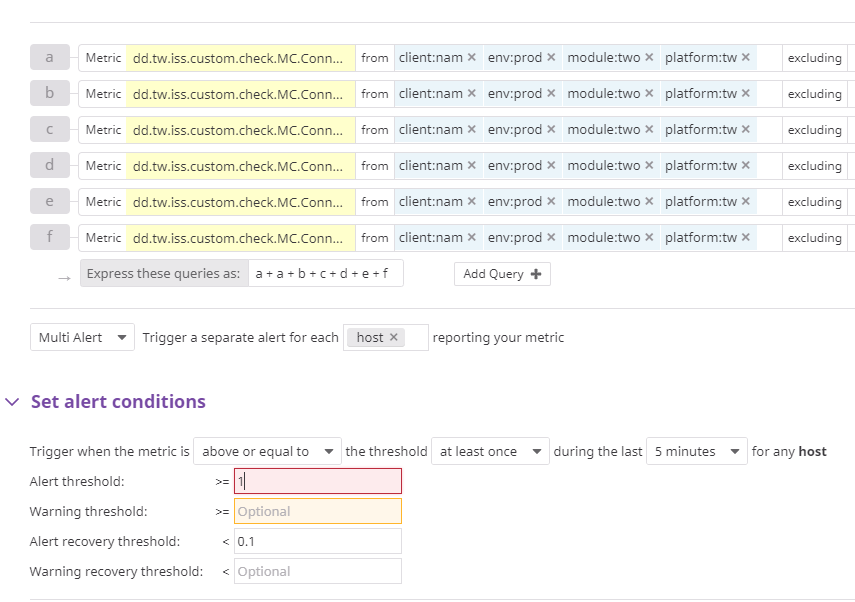 a Metric dd.tw.iss.custom.check.MC.Conn... from client:nam × env:prod × module:two × platform:tw × excluding
b Metric dd.tw.iss.custom.check.MC.Conn... from client:nam × env:prod × module:two × platform:tw × excluding
c Metric dd.tw.iss.custom.check.MC.Conn... from client:nam × env:prod × module:two × platform:tw × excluding
d Metric dd.tw.iss.custom.check.MC.Conn... from client:nam × env:prod × module:two × platform:tw × excluding
e Metric dd.tw.iss.custom.check.MC.Conn... from client:nam × env:prod × module:two × platform:tw × excluding
f Metric dd.tw.iss.custom.check.MC.Conn... from client:nam × env:prod × module:two × platform:tw × excluding
→ Express these queries as: a + a + b + c + d + e + f Add Query +
Multi Alert Trigger a separate alert for each host × reporting your metric
Set alert conditions
Trigger when the metric is above or equal to the threshold at least once during the last 5 minutes for any host
Alert threshold: >= 1
Warning threshold: >= Optional
Alert recovery threshold: < 0.1
Warning recovery threshold: < Optional